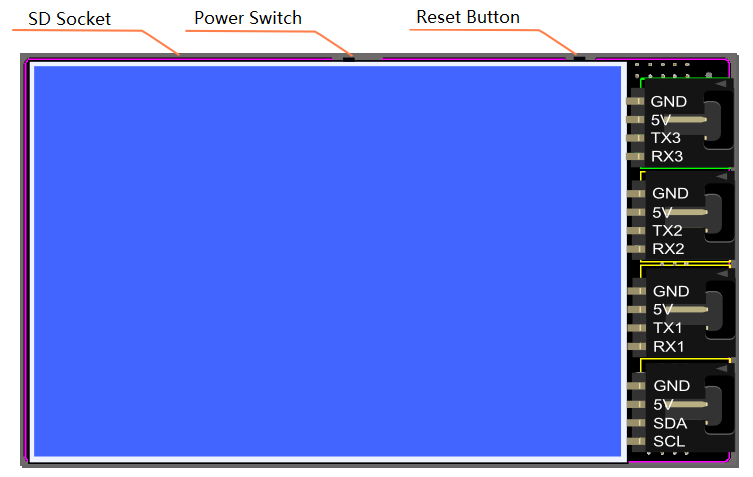 SD Socket
Power Switch
Reset Button
GND
5V
TX3
RX3
GND
5V
TX2
RX2
GND
5V
TX1
RX1
GND
5V
SDA
SCL